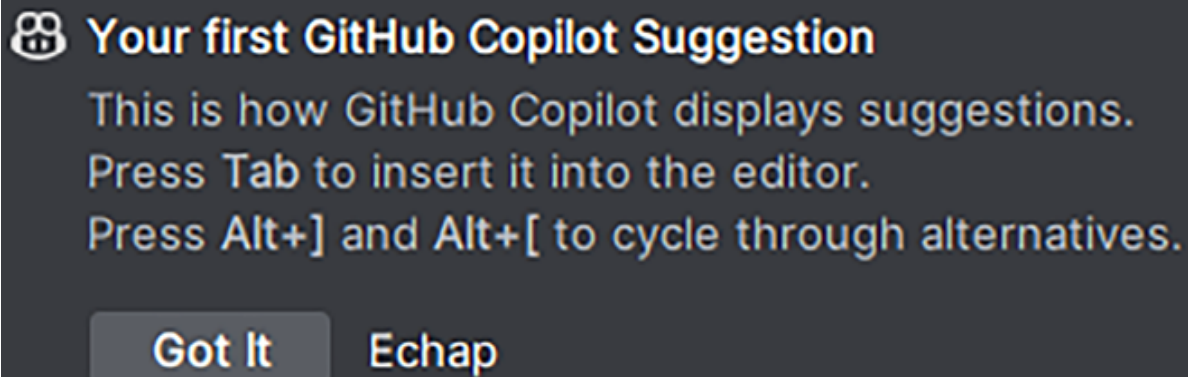 Your first GitHub Copilot Suggestion
This is how GitHub Copilot displays suggestions.
Press Tab to insert it into the editor.
Press Alt+] and Alt+[ to cycle through alternatives.
Got It Echap